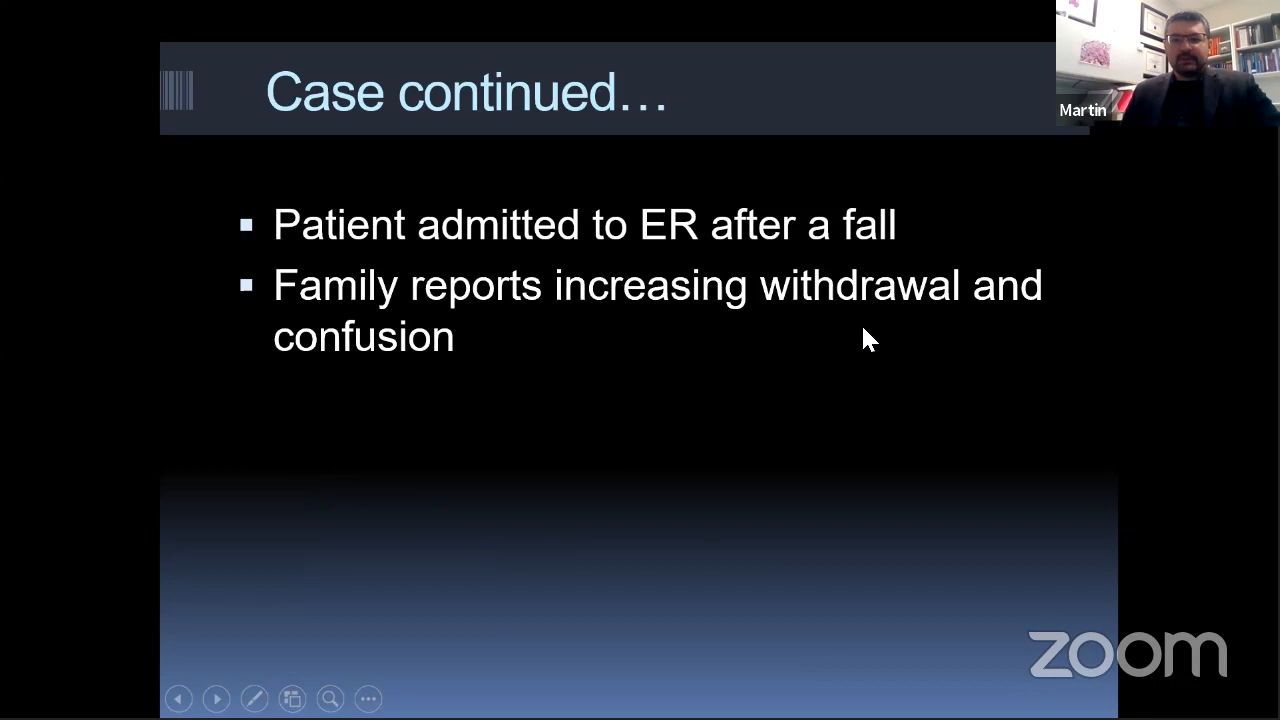 Case continued…
Martin
Patient admitted to ER after a fall
Family reports increasing withdrawal and
confusion
zoom